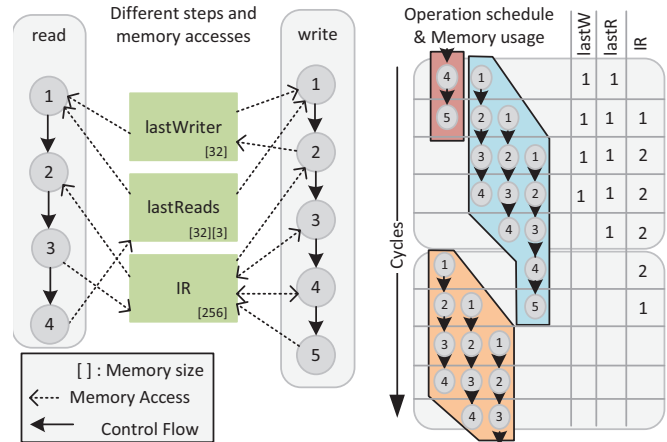 Different steps and
memory accesses
read
write
1
2
3
4
lastWriter
[32]
lastReads
[32][3]
IR
[256]
1
2
3
4
5
[ ] : Memory size
Memory Access
Control Flow
Operation schedule
& Memory usage
lastW
lastR
IR
Cycles
4 1 1 1
5 2 1 1 1 1
3 2 1 1 1 2
4 3 2 1 1 2
4 3 1 2
1 4 2
2 1 5 1
3 2 1
4 3 2
4 3